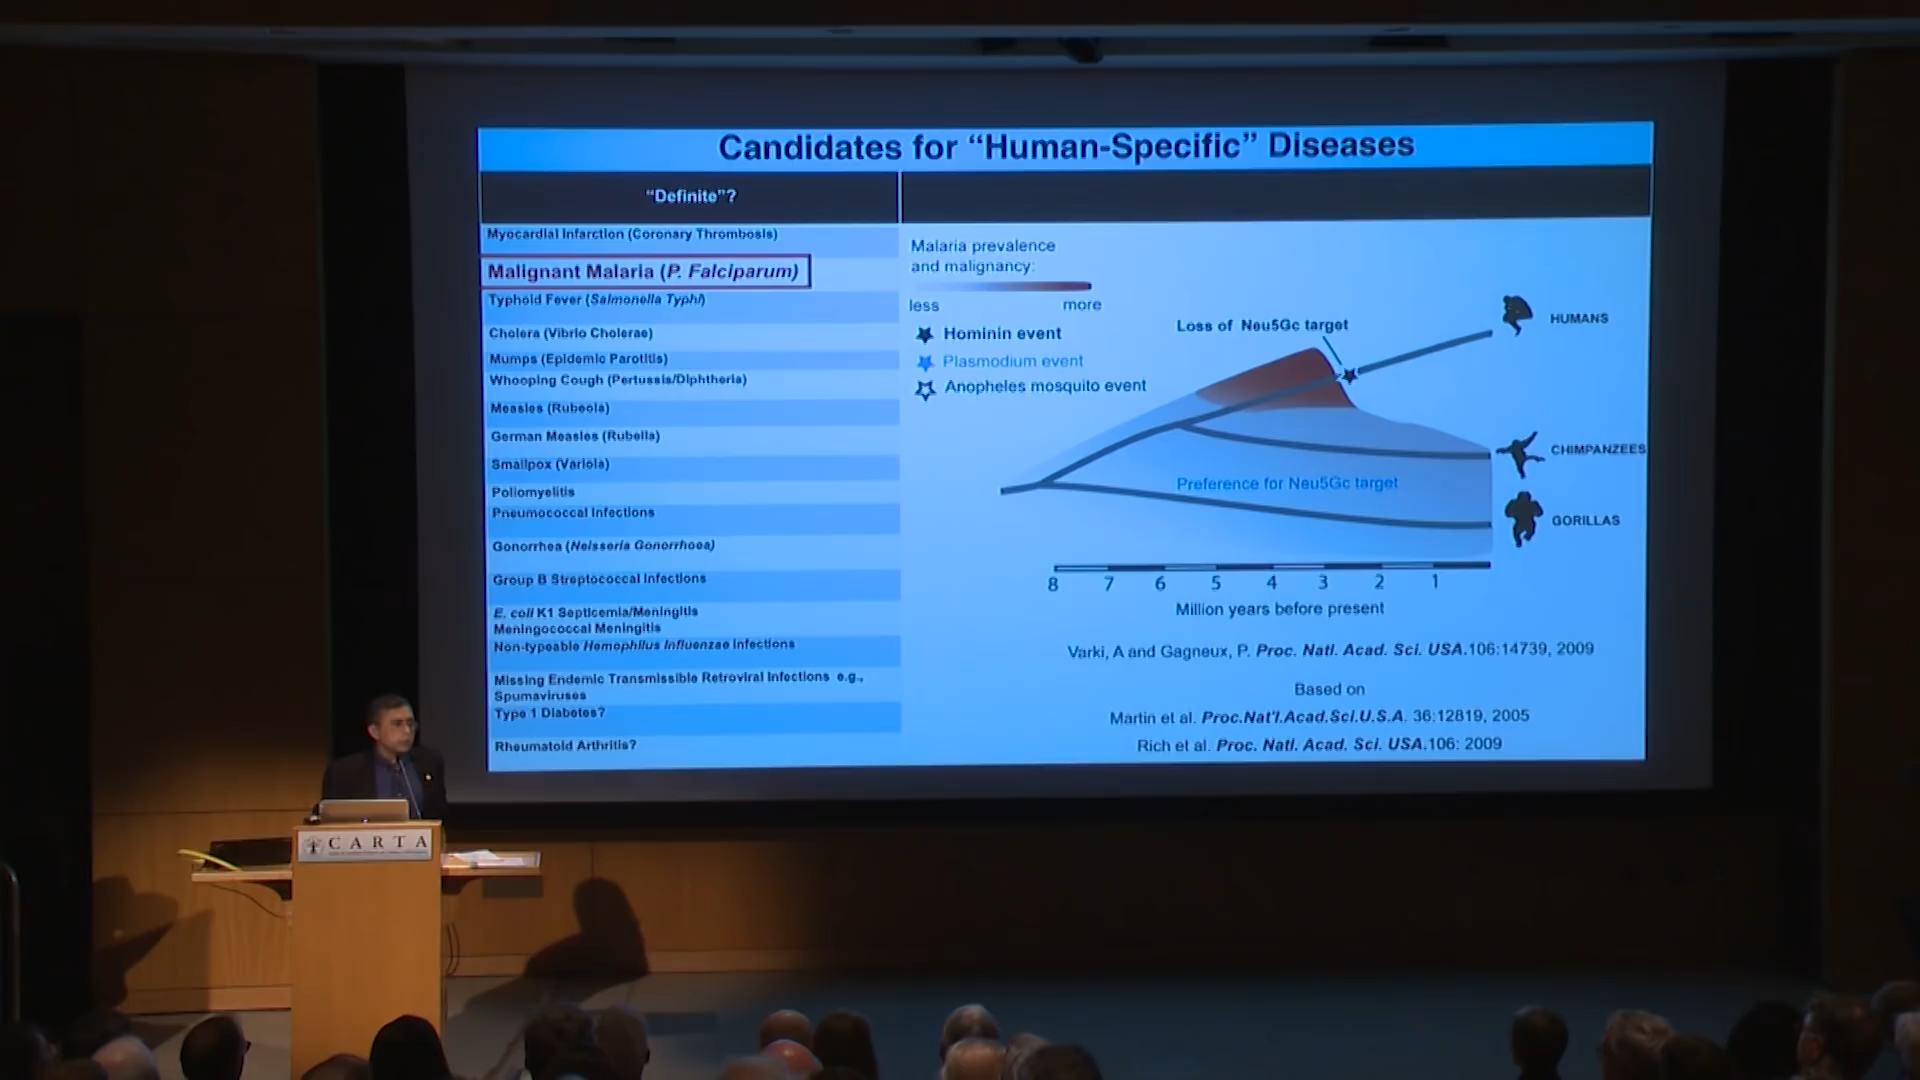 Candidates for “Human-Specific” Diseases
“Definite”?
Myocardial Infarction (Coronary Thrombosis)
Malignant Malaria (P. Falciparum)
Typhoid Fever (Salmonella Typhi)
Cholera (Vibrio Cholerae)
Mumps (Epidemic Parotitis)
Whooping Cough (Pertussis/Diphtheria)
Measles (Rubeola)
German Measles (Rubella)
Smallpox (Variola)
Poliomyelitis
Pneumococcal Infections
Gonorrhea (Neisseria Gonorrhoea)
Group B Streptococcal Infections
E. coli K1 Septicemia/Meningitis
Meningococcal Meningitis
Non-typeable Hemophilus Influenzae Infections
Missing Endemic Transmissible Retroviral Infections e.g.,
Spumaviruses
Type 1 Diabetes?
Rheumatoid Arthritis?
Malaria prevalence
and malignancy:
less more
Hominin event
Plasmodium event
Anopheles mosquito event
Loss of Neu5Gc target
HUMANS
CHIMPANZEES
Preference for Neu5Gc target
GORILLAS
8 7 6 5 4 3 2 1
Million years before present
Varki, A and Gagneux, P. Proc. Natl. Acad. Sci. USA.106:14739, 2009
Based on
Martin et al. Proc.Nat'l.Acad.Sci.U.S.A. 36:12819, 2005
Rich et al. Proc. Natl. Acad. Sci. USA.106: 2009
CARTA